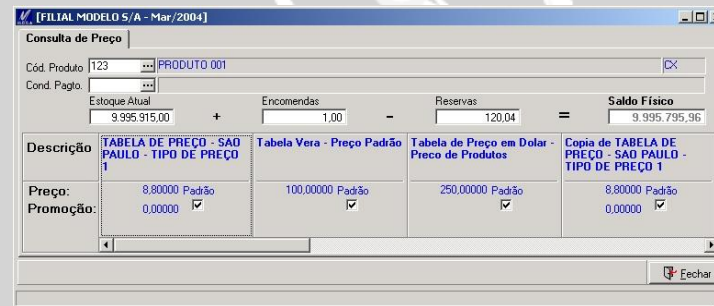 [FILIAL MODELO S/A - Mar/2004]
Consulta de Preço
Cód. Produto 123 ... PRODUTO 001 CX
Cond. Pagto. ...
Estoque Atual Encomendas Reservas Saldo Físico
9.995.915,00 + 1,00 - 120,04 = 9.995.795,96
Descrição
TABELA DE PREÇO - SAO
PAULO - TIPO DE PREÇO
1
Tabela Vera - Preço Padrão
Tabela de Preço em Dolar -
Preco de Produtos
Copia de TABELA DE
PREÇO - SAO PAULO -
TIPO DE PREÇO 1
Preço: 8,80000 Padrão 100,00000 Padrão 250,00000 Padrão 8,80000 Padrão
Promoção: 0,00000 0,00000
Fechar